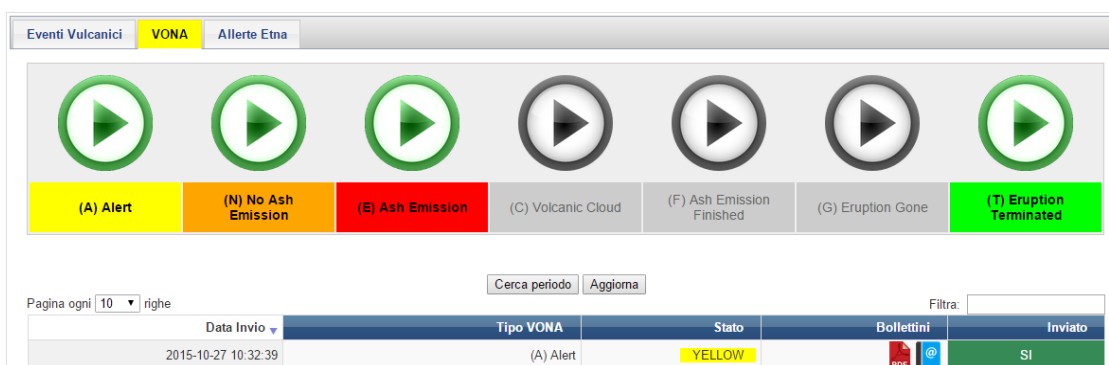 Eventi Vulcanici VONA Allerte Etna
(A) Alert
(N) No Ash
Emission
(E) Ash Emission
(C) Volcanic Cloud
(F) Ash Emission
Finished
(G) Eruption Gone
(T) Eruption
Terminated
Cerca periodo Aggiorna
Pagina ogni 10 righe Filtra:
Data Invio Tipo VONA Stato Bollettini Inviato
2015-10-27 10:32:39 (A) Alert YELLOW PDF @ SI